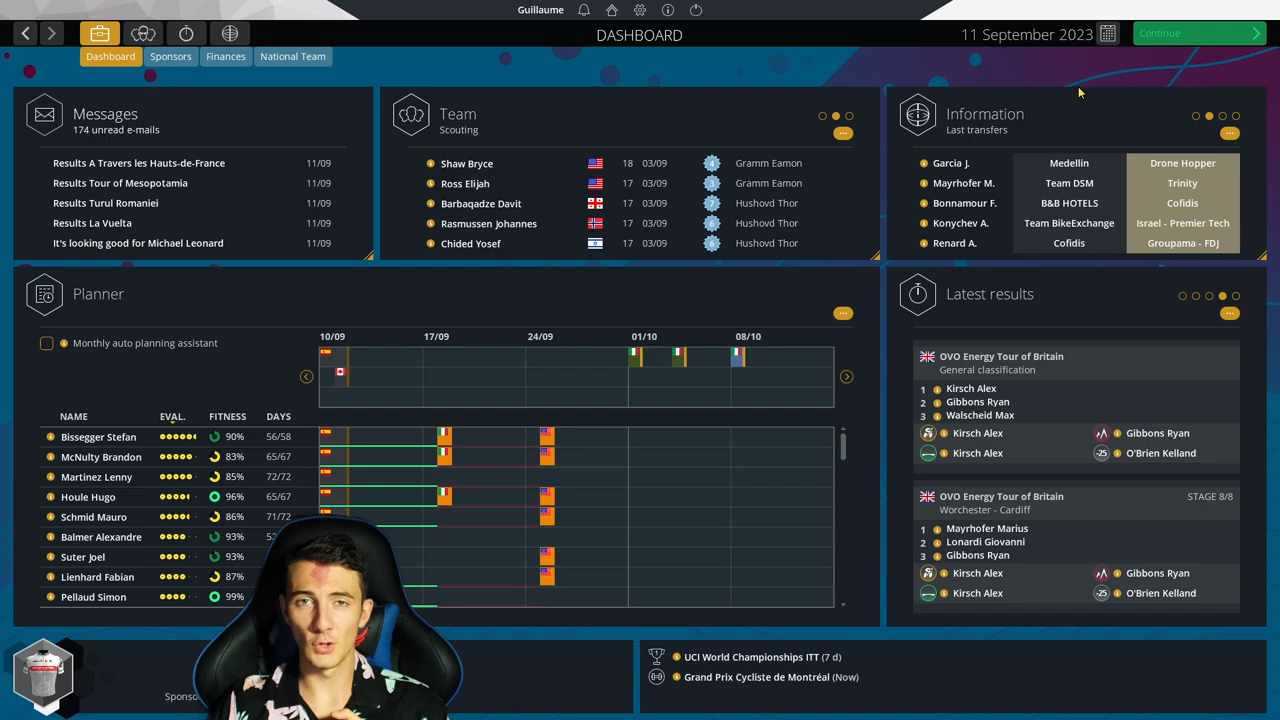 Guillaume
DASHBOARD
11 September 2023
Continue
Dashboard
Sponsors
Finances
National Team
Messages
174 unread e-mails
Results A Travers les Hauts-de-France 11/09
Results Tour of Mesopotamia 11/09
Results Turul Romaniei 11/09
Results La Vuelta 11/09
It's looking good for Michael Leonard 11/09
Team
Scouting
Shaw Bryce 18 03/09 4 Gramm Eamon
Ross Elijah 17 03/09 3 Gramm Eamon
Barbaqadze Davit 17 03/09 7 Hushovd Thor
Rasmussen Johannes 17 03/09 6 Hushovd Thor
Chided Yosef 17 03/09 6 Hushovd Thor
Information
Last transfers
Garcia J. Medellin Drone Hopper
Mayrhofer M. Team DSM Trinity
Bonnamour F. B&B HOTELS Cofidis
Konychev A. Team BikeExchange Israel - Premier Tech
Renard A. Cofidis Groupama - FDJ
Planner
Monthly auto planning assistant
10/09 17/09 24/09 01/10 08/10
NAME EVAL. FITNESS DAYS
Bissegger Stefan 90% 56/58
McNulty Brandon 83% 65/67
Martinez Lenny 85% 72/72
Houle Hugo 96% 65/67
Schmid Mauro 86% 71/72
Balmer Alexandre 93%
Suter Joel 93%
Lienhard Fabian 87%
Pellaud Simon 99%
Latest results
OVO Energy Tour of Britain
General classification
1 Kirsch Alex
2 Gibbons Ryan
3 Walscheid Max
Kirsch Alex Gibbons Ryan
Kirsch Alex -25 O'Brien Kelland
OVO Energy Tour of Britain STAGE 8/8
Worchester - Cardiff
1 Mayrhofer Marius
2 Lonardi Giovanni
3 Gibbons Ryan
Kirsch Alex Gibbons Ryan
Kirsch Alex -25 O'Brien Kelland
Sponso
UCI World Championships ITT (7 d)
Grand Prix Cycliste de Montréal (Now)